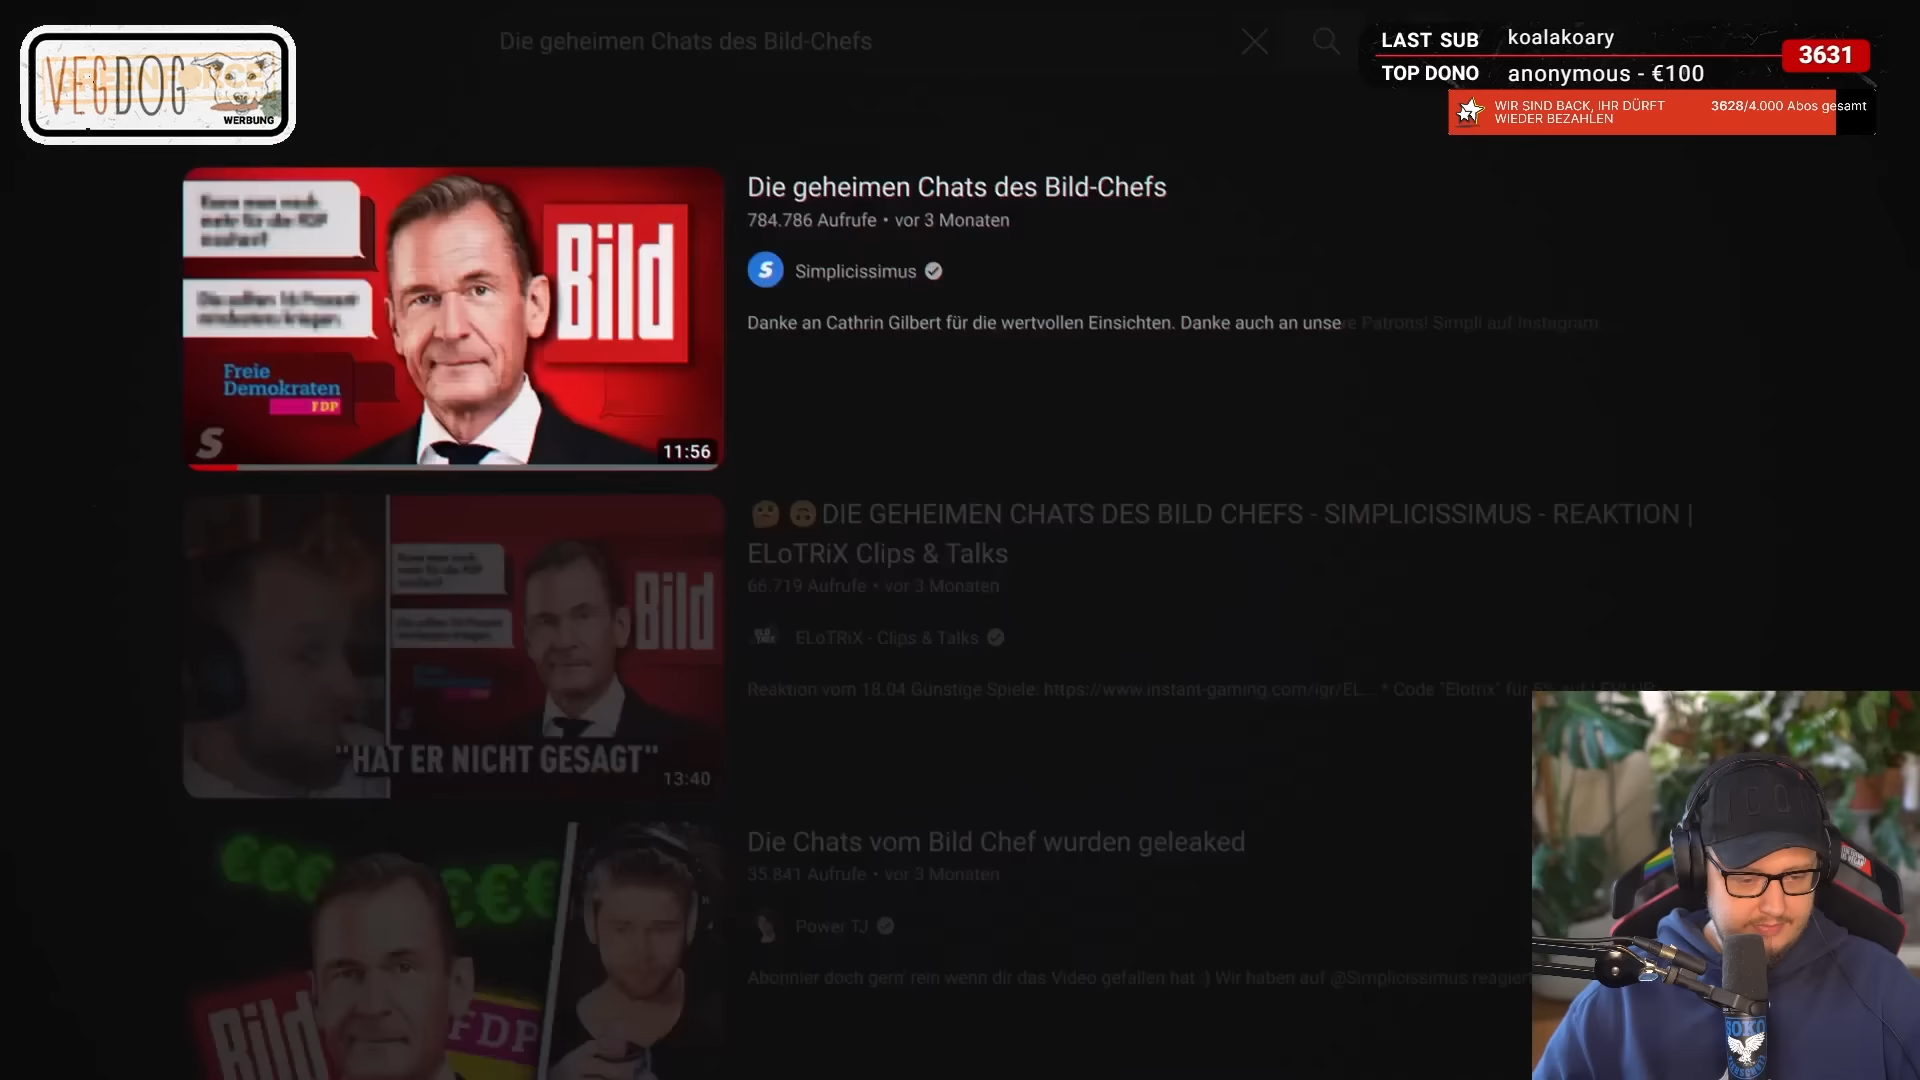 VEGDOG
WERBUNG
Die geheimen Chats des Bild-Chefs
LAST SUB koalakoary
TOP DONO anonymous - €100
3631
WIR SIND BACK, IHR DÜRFT
WIEDER BEZAHLEN
3628/4.000 Abos gesamt
Bild
Freie
Demokraten
FDP
S
11:56
Die geheimen Chats des Bild-Chefs
784.786 Aufrufe • vor 3 Monaten
S
Simplicissimus
Danke an Cathrin Gilbert für die wertvollen Einsichten. Danke auch an unsere Patrons! Simpli auf Instagram...
Bild
"HAT ER NICHT GESAGT"
13:40
🤔 🙃 DIE GEHEIMEN CHATS DES BILD CHEFS - SIMPLICISSIMUS - REAKTION |
ELoTRiX Clips & Talks
66.719 Aufrufe • vor 3 Monaten
ELoTRiX - Clips & Talks
Reaktion vom 18.04 Günstige Spiele: https://www.instant-gaming.com/igr/EL... * Code "Elotrix" für
€€€
€€€
Bild
FDP
Die Chats vom Bild Chef wurden geleaked
35.841 Aufrufe • vor 3 Monaten
Power TJ
Abonnier doch gern' rein wenn dir das Video gefallen hat :) Wir haben auf @Simplicissimus reagier
SOKO